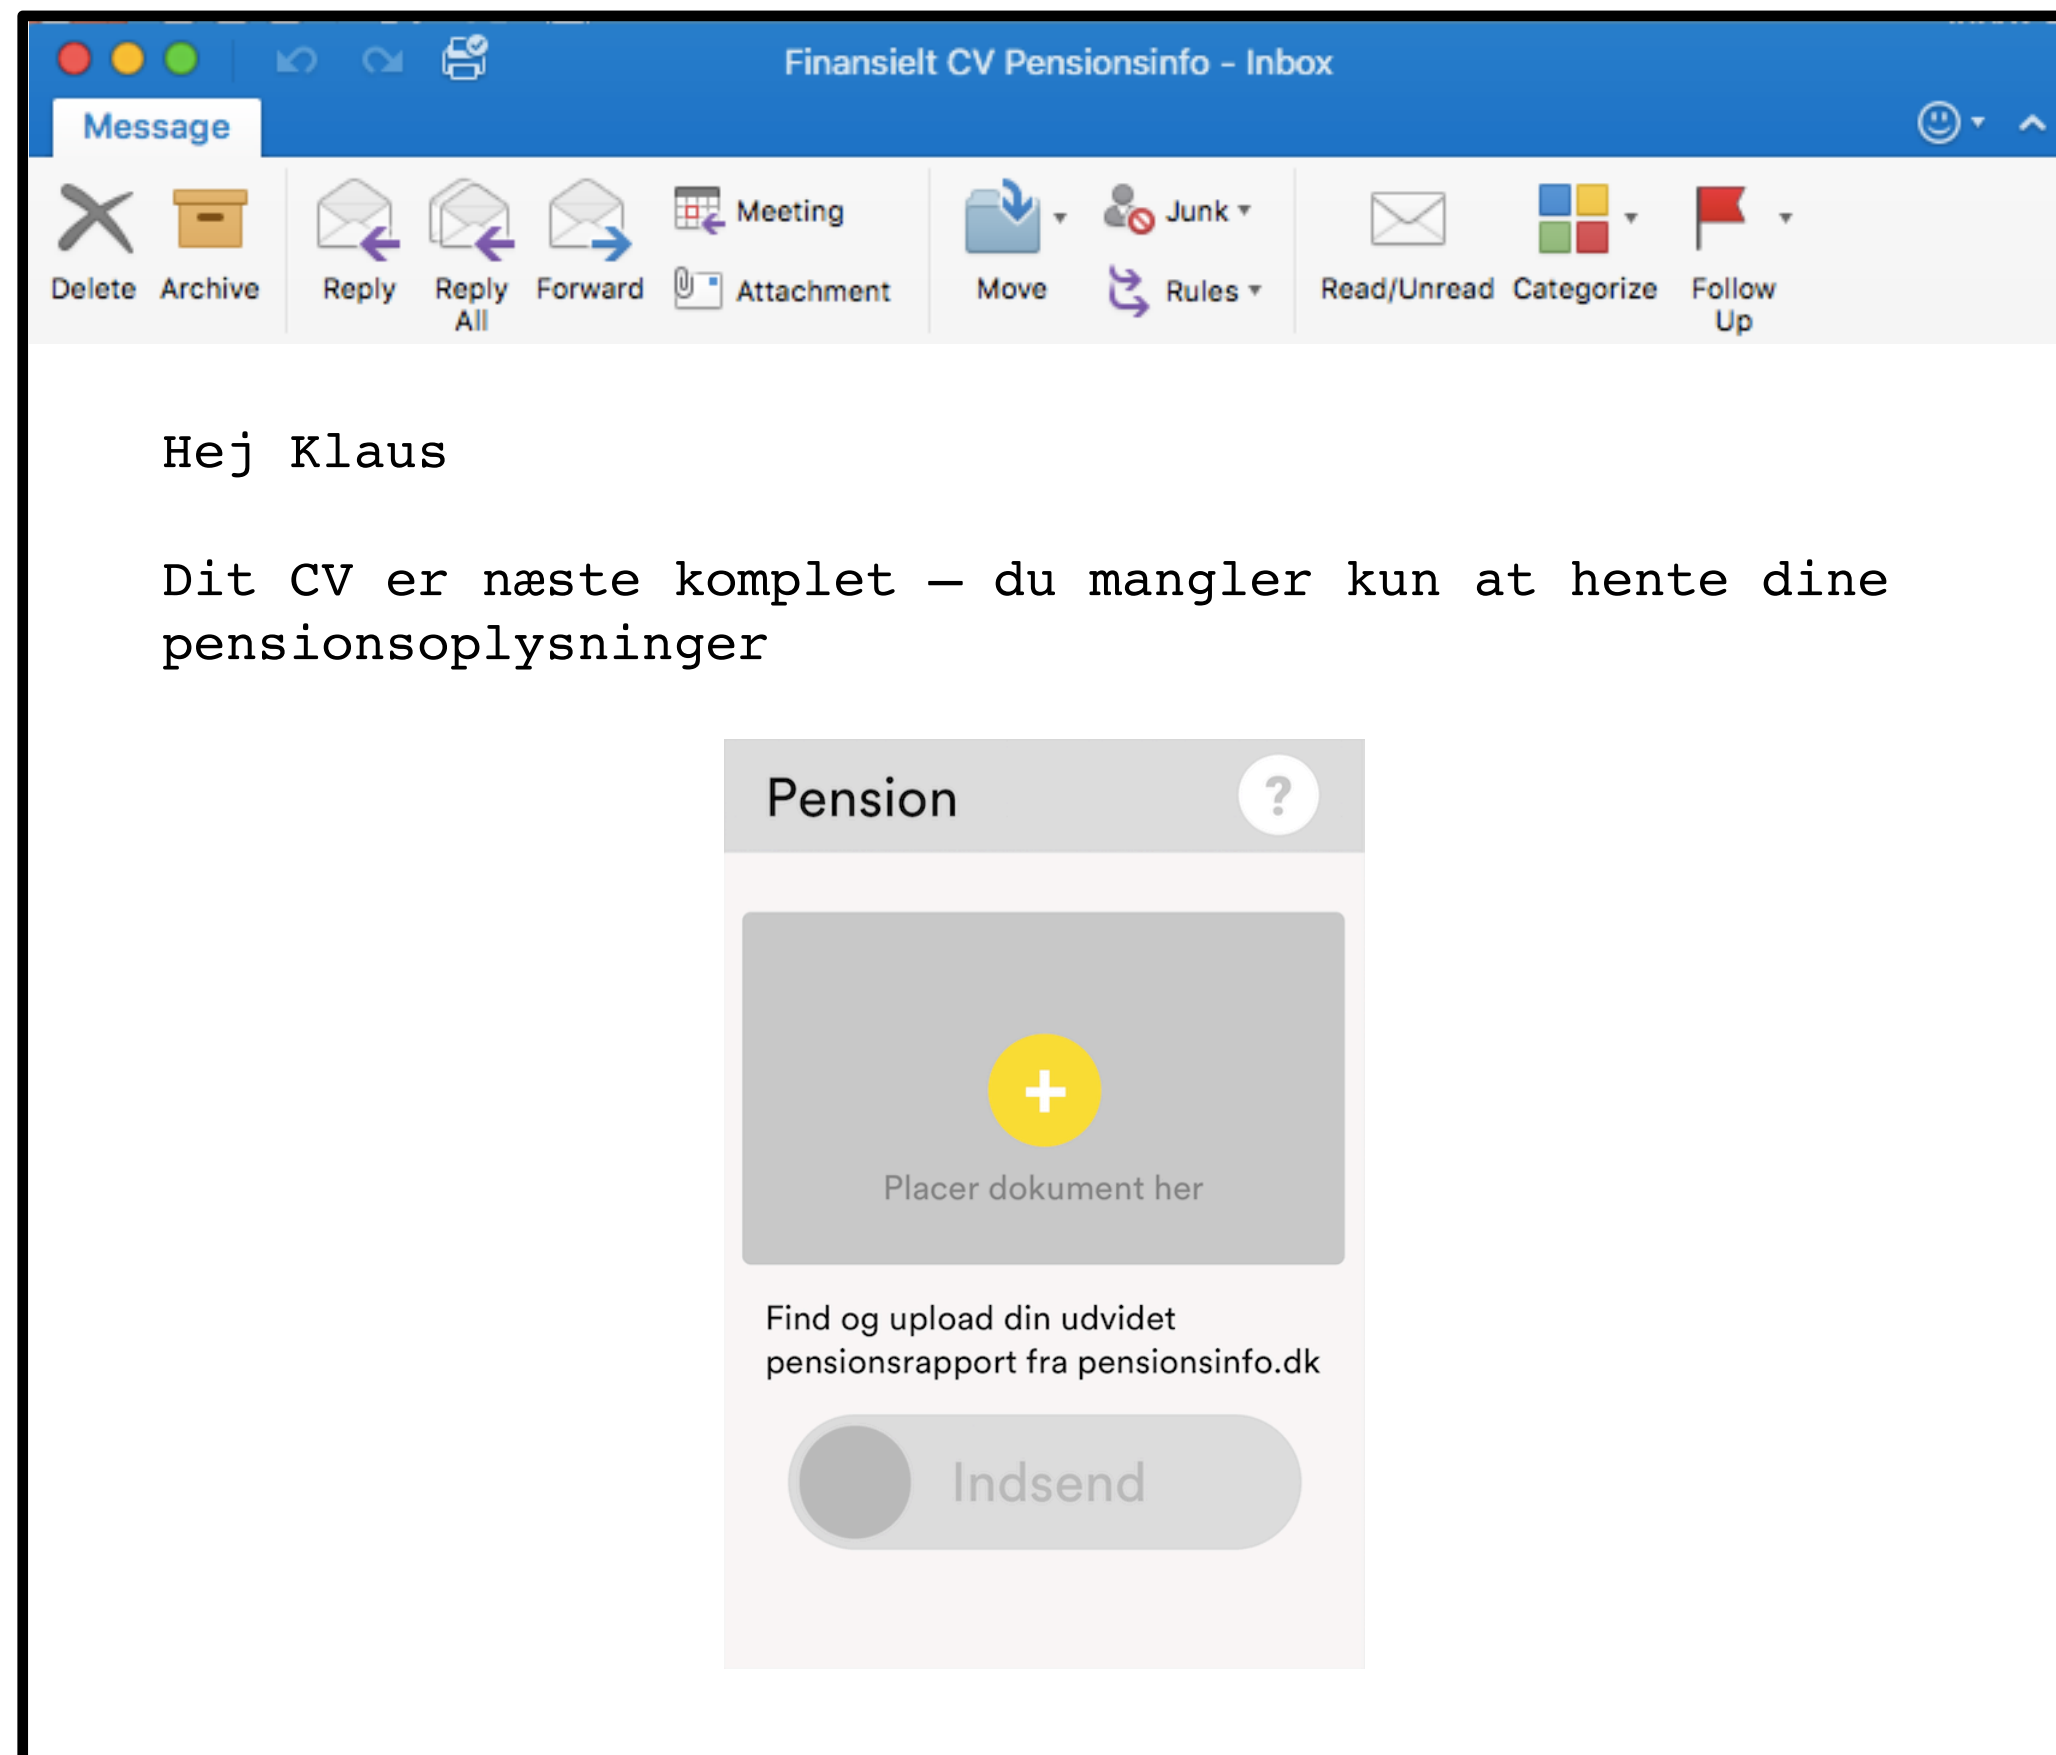 Finansielt CV Pensionsinfo – Inbox
Message
Delete
Archive
Reply
Reply All
Forward
Meeting
Attachment
Move
Junk
Rules
Read/Unread
Categorize
Follow Up
Hej Klaus
Dit CV er næste komplet – du mangler kun at hente dine
pensionsoplysninger
Pension
?
Placer dokument her
Find og upload din udvidet
pensionsrapport fra pensionsinfo.dk
Indsend